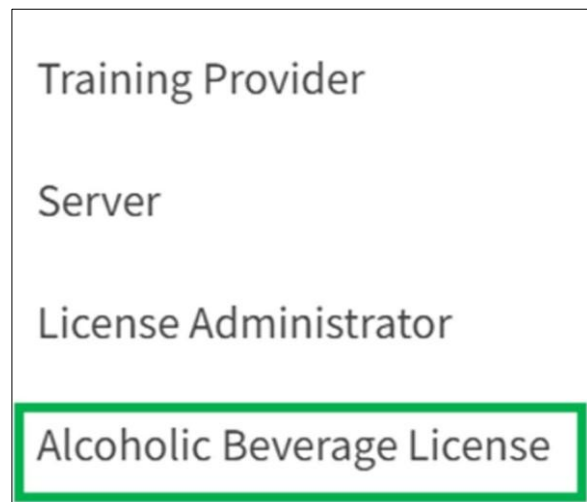 Training Provider
Server
License Administrator
Alcoholic Beverage License